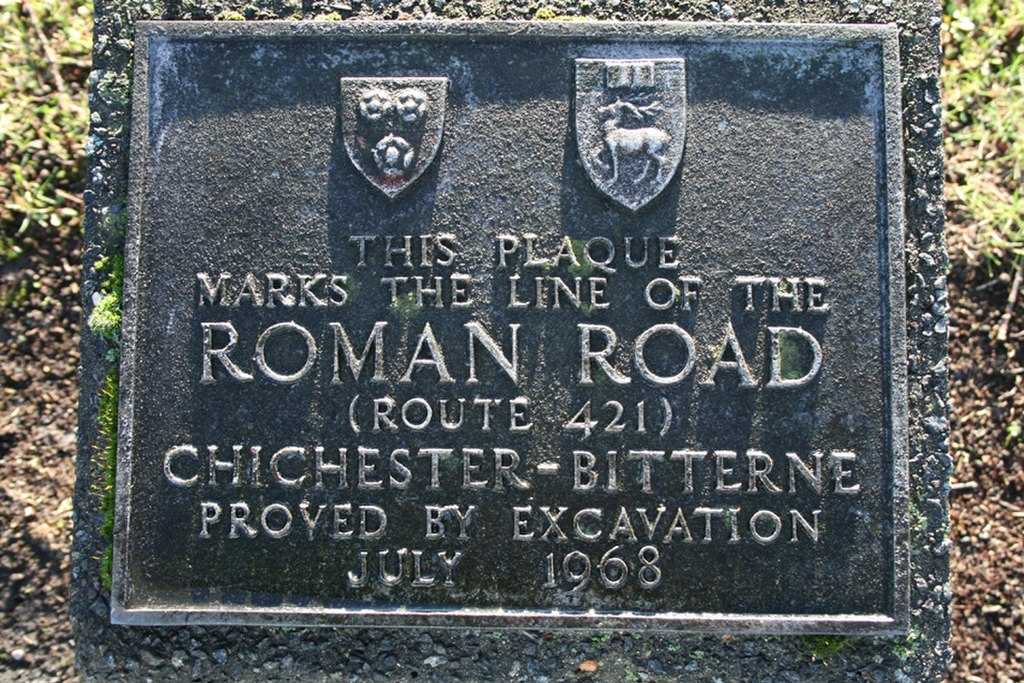 THIS PLAQUE
MARKS THE LINE OF THE
ROMAN ROAD
(ROUTE 421)
CHICHESTER-BITTERNE
PROVED BY EXCAVATION
JULY 1968